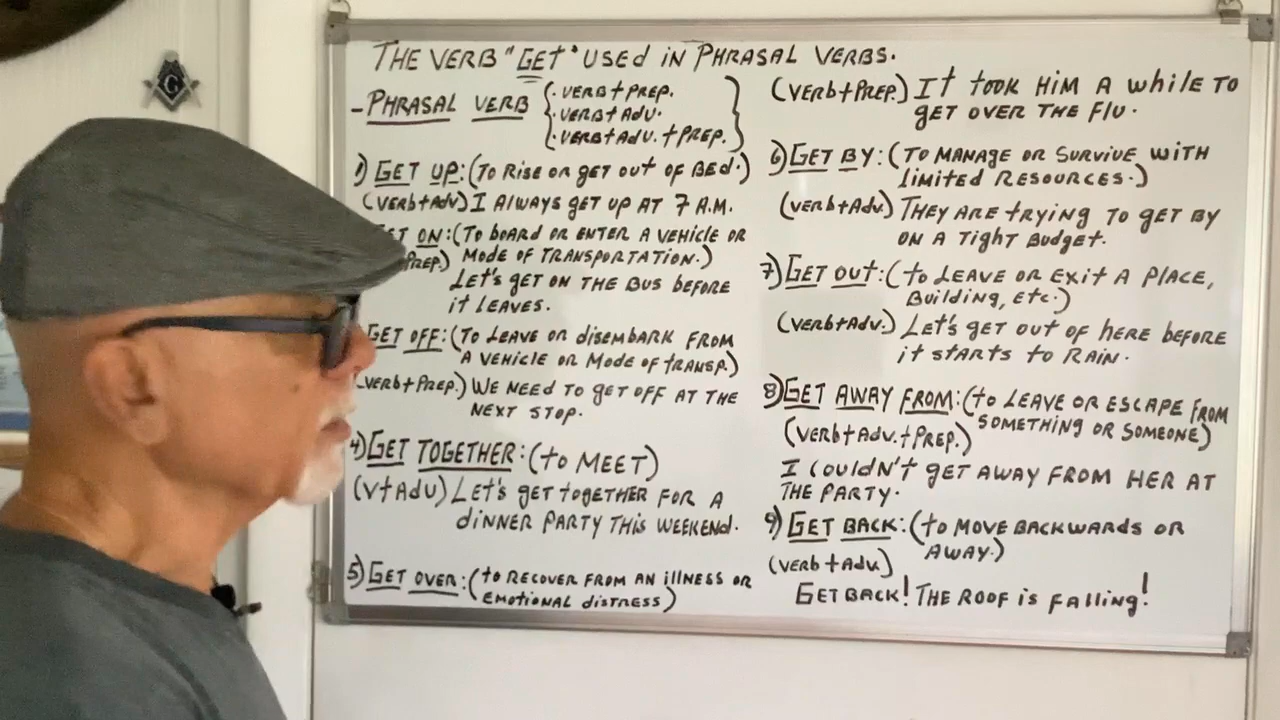 THE VERB "GET" USED IN PHRASAL VERBS.
- PHRASAL VERB
· VERB + PREP.
· VERB + ADV.
· VERB + ADV. + PREP.
1) GET UP: (TO RISE OR GET OUT OF BED.)
(VERB + ADV) I ALWAYS GET UP AT 7 A.M.
ON: (TO BOARD OR ENTER A VEHICLE OR
PREP.) MODE OF TRANSPORTATION.)
LET'S GET ON THE BUS BEFORE
IT LEAVES.
GET OFF: (TO LEAVE OR DISEMBARK FROM
A VEHICLE OR MODE OF TRANSP.)
(VERB + PREP.) WE NEED TO GET OFF AT THE
NEXT STOP.
4) GET TOGETHER: (TO MEET)
(V + ADV) LET'S GET TOGETHER FOR A
DINNER PARTY THIS WEEKEND.
5) GET OVER: (TO RECOVER FROM AN ILLNESS OR
EMOTIONAL DISTRESS)
(VERB + PREP.) IT TOOK HIM A WHILE TO
GET OVER THE FLU.
6) GET BY: (TO MANAGE OR SURVIVE WITH
LIMITED RESOURCES.)
(VERB + ADV.) THEY ARE TRYING TO GET BY
ON A TIGHT BUDGET.
7) GET OUT: (TO LEAVE OR EXIT A PLACE,
BUILDING, ETC.)
(VERB + ADV.) LET'S GET OUT OF HERE BEFORE
IT STARTS TO RAIN.
8) GET AWAY FROM: (TO LEAVE OR ESCAPE FROM
SOMETHING OR SOMEONE)
(VERB + ADV. + PREP.)
I COULDN'T GET AWAY FROM HER AT
THE PARTY.
9) GET BACK: (TO MOVE BACKWARDS OR
AWAY.)
(VERB + ADV)
GET BACK! THE ROOF IS FALLING!
G